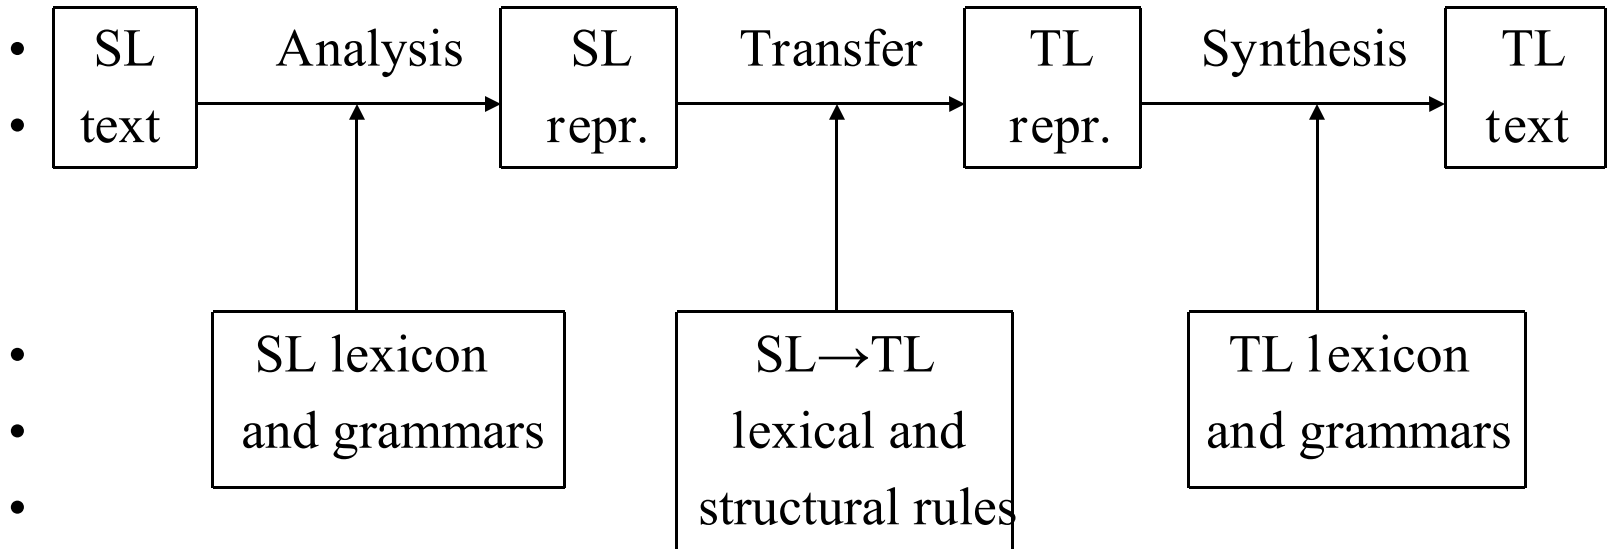 • SL Analysis SL Transfer TL Synthesis TL
• text repr. repr. text
• SL lexicon SL→TL TL lexicon
• and grammars lexical and and grammars
• structural rules